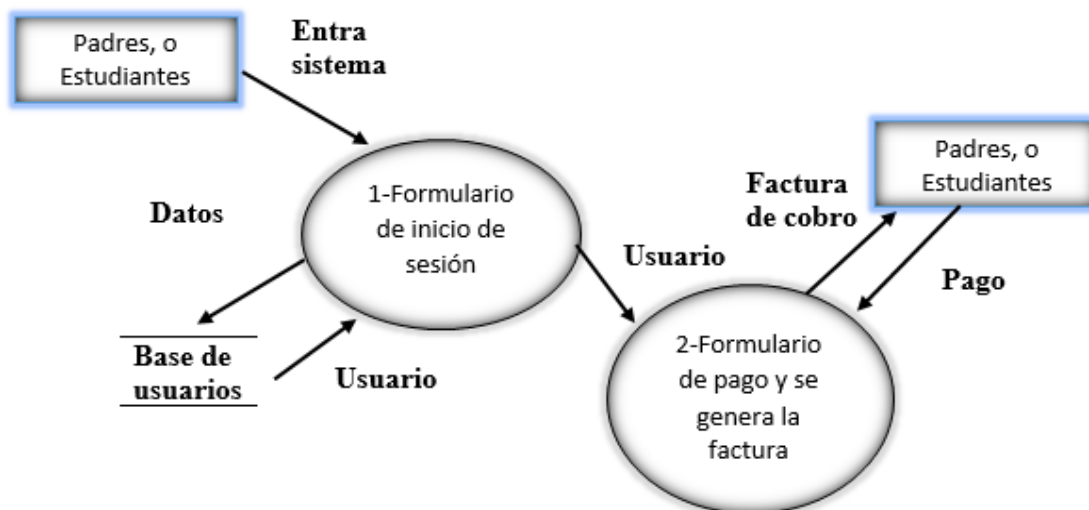 Padres, o
Estudiantes
Entra
sistema
1-Formulario
de inicio de
sesión
Datos
Base de
usuarios
Usuario
Usuario
Factura
de cobro
Padres, o
Estudiantes
Pago
2-Formulario
de pago y se
genera la
factura